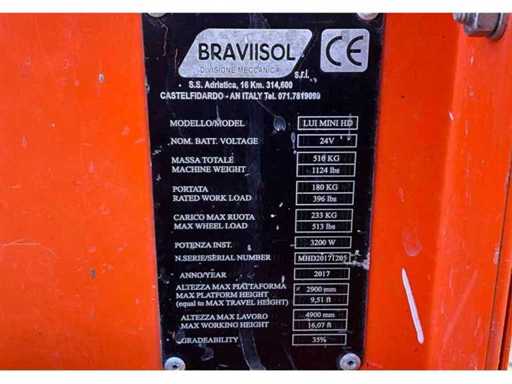 BRAVIISOL
DIVISIONE MECCANICA
s.r.l.
CE
S.S. Adriatica, 16 Km. 314,600
CASTELFIDARDO - AN ITALY Tel. 071.7819099
MODELLO/MODEL LUI MINI HD
NOM. BATT. VOLTAGE 24V
MASSA TOTALE 510 KG
MACHINE WEIGHT 1124 lbs
PORTATA 180 KG
RATED WORK LOAD 396 lbs
CARICO MAX RUOTA 233 KG
MAX WHEEL LOAD 513 lbs
POTENZA INST. 3200 W
N.SERIE/SERIAL NUMBER MHD20171205
ANNO/YEAR 2017
ALTEZZA MAX PIATTAFORMA 2900 mm
MAX PLATFORM HEIGHT 9,51 ft
(equal to MAX TRAVEL HEIGHT)
ALTEZZA MAX LAVORO 4900 mm
MAX WORKING HEIGHT 16,07 ft
GRADEABILITY 35%